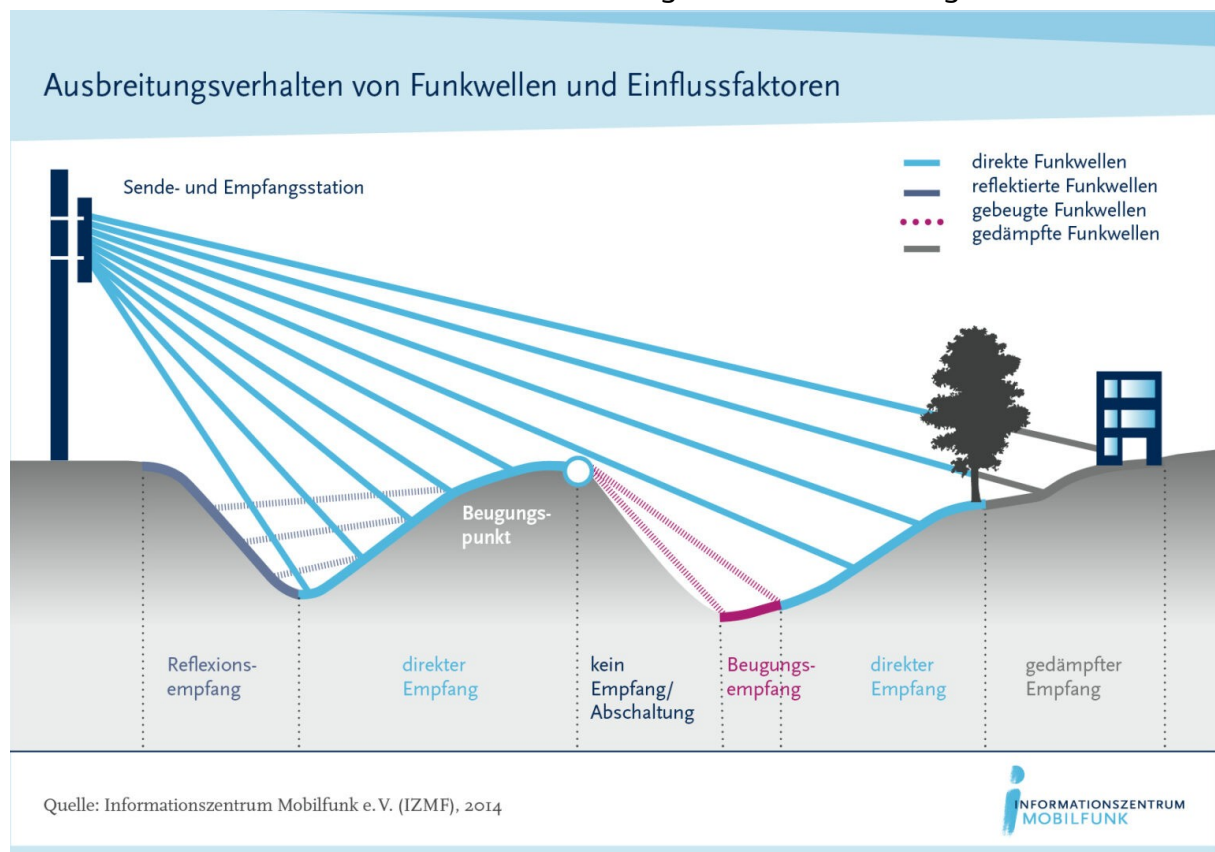 Ausbreitungsverhalten von Funkwellen und Einflussfaktoren
Sende- und Empfangsstation
direkte Funkwellen
reflektierte Funkwellen
gebeugte Funkwellen
gedämpfte Funkwellen
Beugungs-
punkt
Reflexions-
empfang
direkter
Empfang
kein
Empfang/
Abschaltung
Beugungs-
empfang
direkter
Empfang
gedämpfter
Empfang
Quelle: Informationszentrum Mobilfunk e. V. (IZMF), 2014
INFORMATIONSZENTRUM
MOBILFUNK